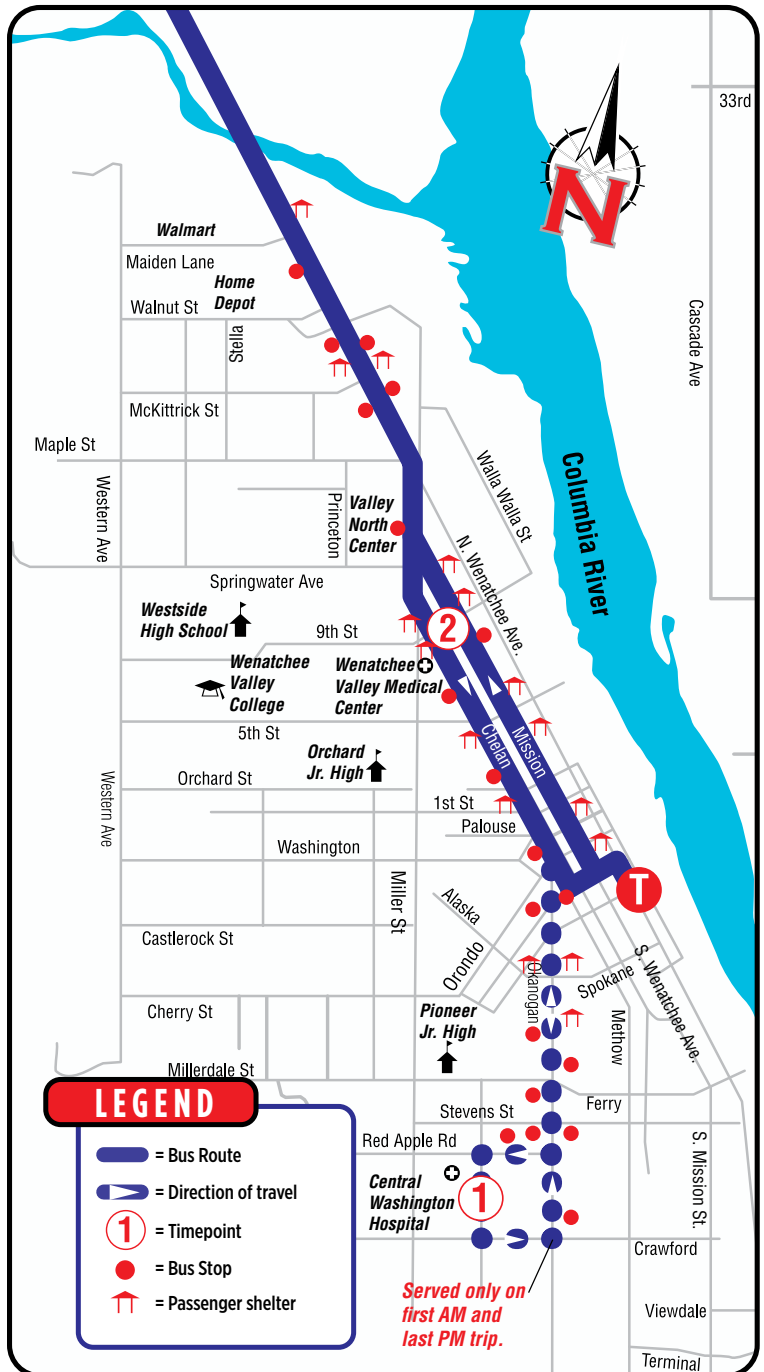 33rd
N
Walmart
Maiden Lane
Home
Depot
Walnut St
Stella
Cascade Ave
McKittrick St
Maple St
Western Ave
Princeton
Valley
North
Center
Walla Walla St
N. Wenatchee Ave.
Columbia River
Springwater Ave
Westside
High School
9th St
2
Wenatchee
Valley
College
Wenatchee
Valley Medical
Center
5th St
Chelan
Mission
Orchard
Jr. High
Western Ave
Orchard St
1st St
Palouse
Washington
Miller St
T
Alaska
Castlerock St
Orondo
Okanogan
Spokane
S. Wenatchee Ave.
Cherry St
Pioneer
Jr. High
Methow
Millerdale St
Ferry
Stevens St
Red Apple Rd
S. Mission St.
Central
Washington
Hospital
1
Crawford
Served only on
first AM and
last PM trip.
Viewdale
Terminal
LEGEND
= Bus Route
= Direction of travel
1 = Timepoint
= Bus Stop
= Passenger shelter